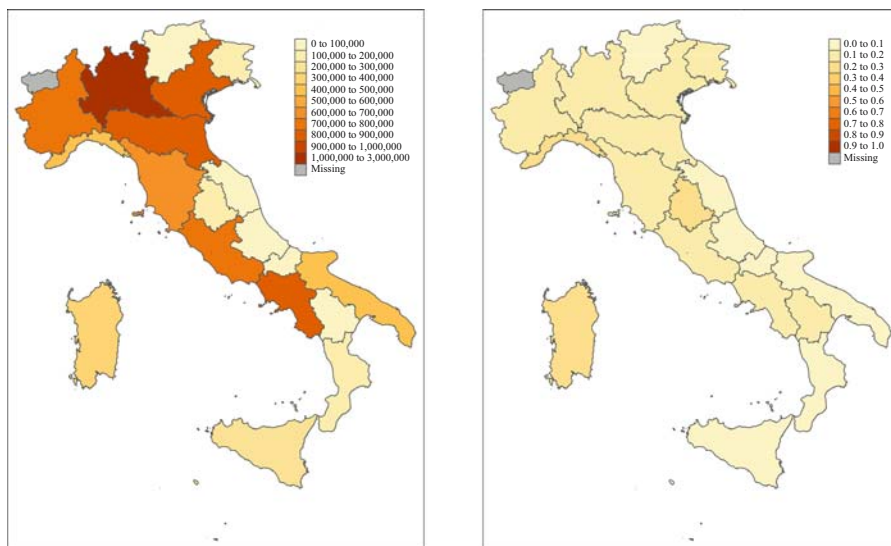 0 to 100,000
100,000 to 200,000
200,000 to 300,000
300,000 to 400,000
400,000 to 500,000
500,000 to 600,000
600,000 to 700,000
700,000 to 800,000
800,000 to 900,000
900,000 to 1,000,000
1,000,000 to 3,000,000
Missing
0.0 to 0.1
0.1 to 0.2
0.2 to 0.3
0.3 to 0.4
0.4 to 0.5
0.5 to 0.6
0.6 to 0.7
0.7 to 0.8
0.8 to 0.9
0.9 to 1.0
Missing